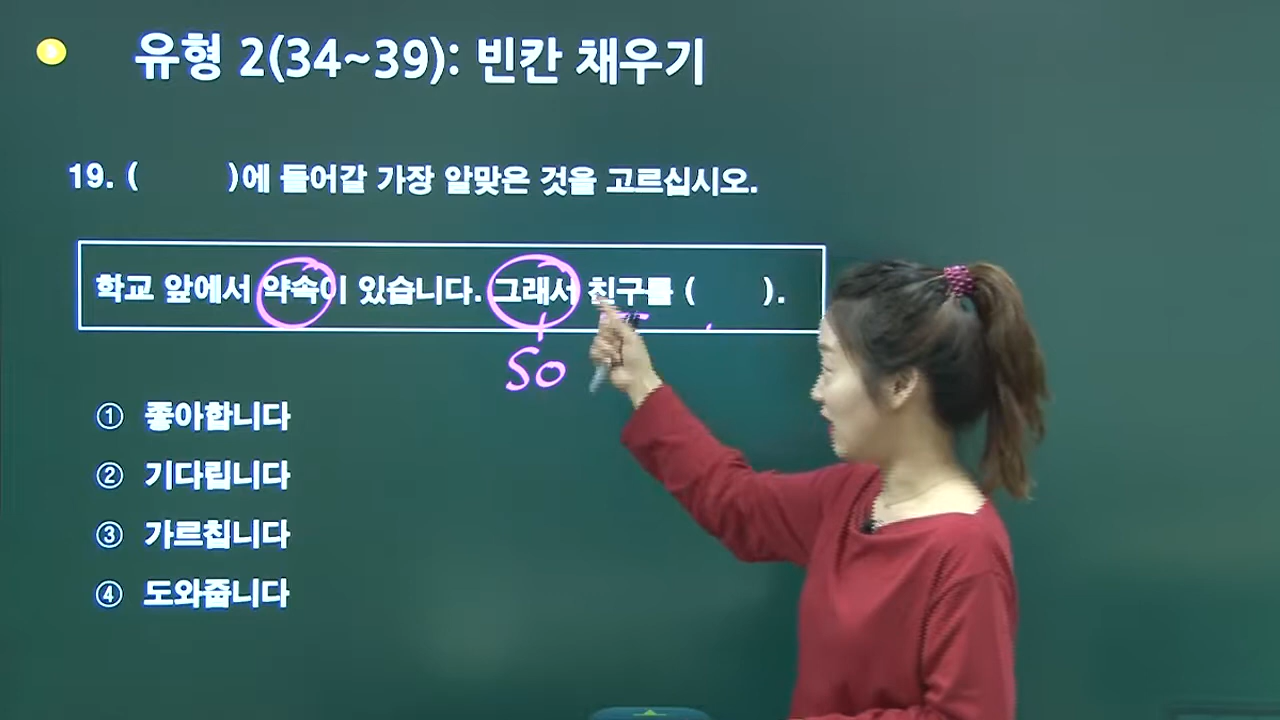 유형 2(34~39): 빈칸 채우기
19. (        )에 들어갈 가장 알맞은 것을 고르십시오.
학교 앞에서 약속이 있습니다. 그래서 친구를 (        ).
so
① 좋아합니다
② 기다립니다
③ 가르칩니다
④ 도와줍니다